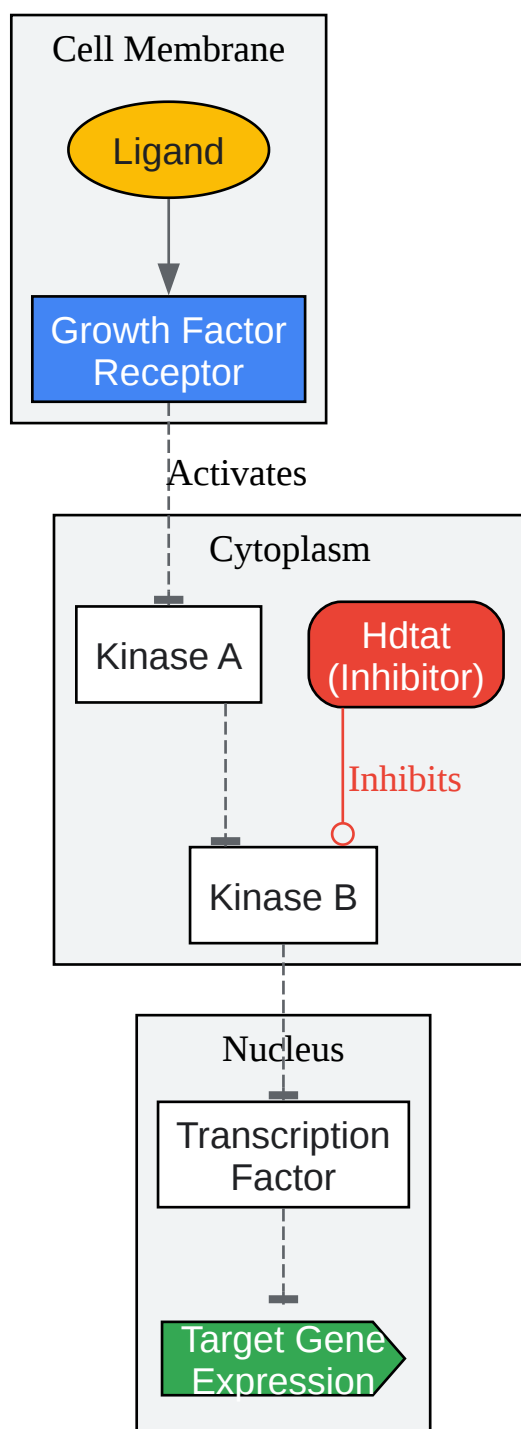 Cell Membrane
Ligand
Growth Factor
Receptor
Activates
Cytoplasm
Kinase A
Hdtat
(Inhibitor)
Inhibits
Kinase B
Nucleus
Transcription
Factor
Target Gene
Expression